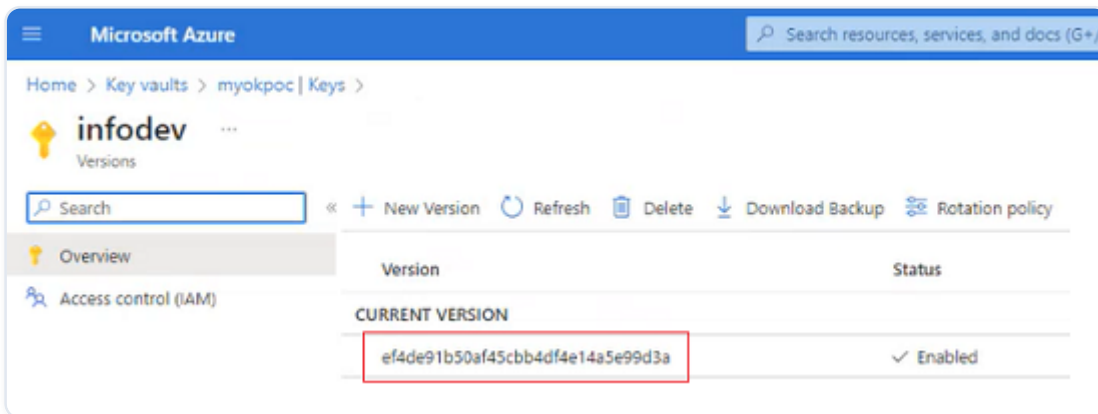 Microsoft Azure
Search resources, services, and docs (G+/
Home > Key vaults > myokpoc | Keys >
infodev ...
Versions
Search
« + New Version Refresh Delete Download Backup Rotation policy
Overview
Access control (IAM)
Version Status
CURRENT VERSION
ef4de91b50af45cbb4df4e14a5e99d3a ✓ Enabled